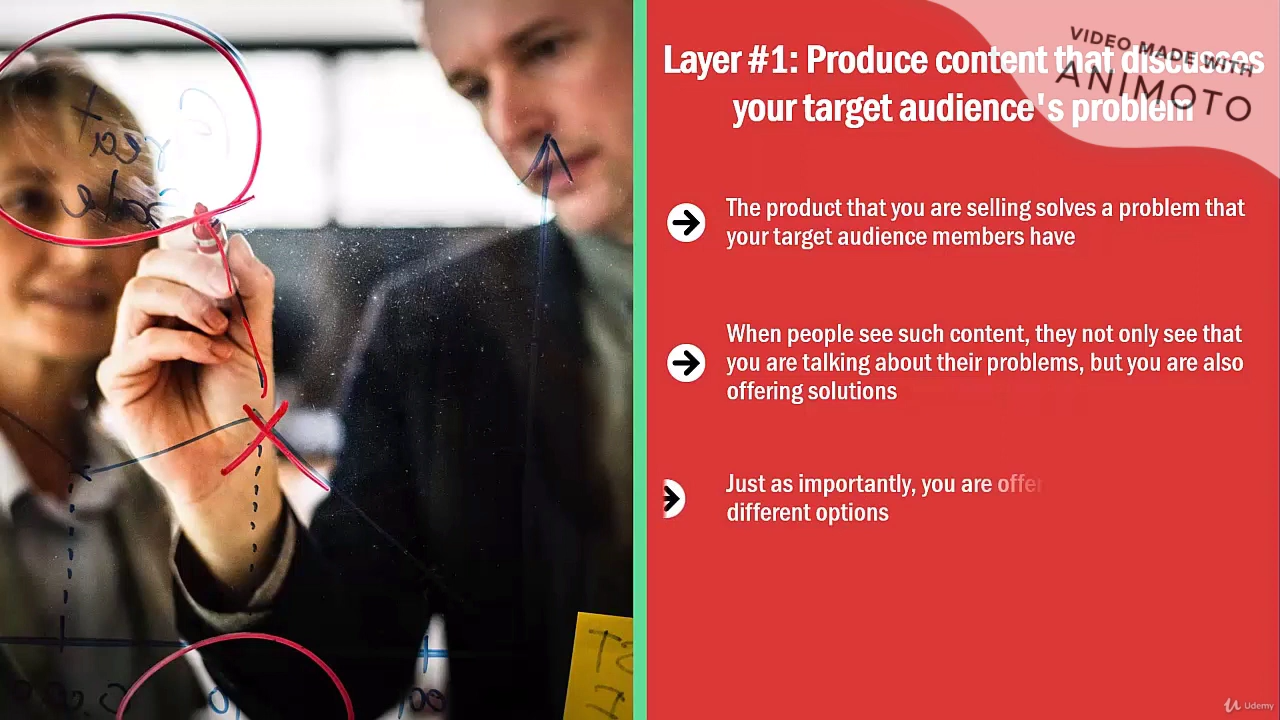 Great
Layer #1: Produce content that discusses
your target audience's problem
VIDEO MADE WITH
ANIMOTO
The product that you are selling solves a problem that
your target audience members have
When people see such content, they not only see that
you are talking about their problems, but you are also
offering solutions
Just as importantly, you are offer
different options
Udemy